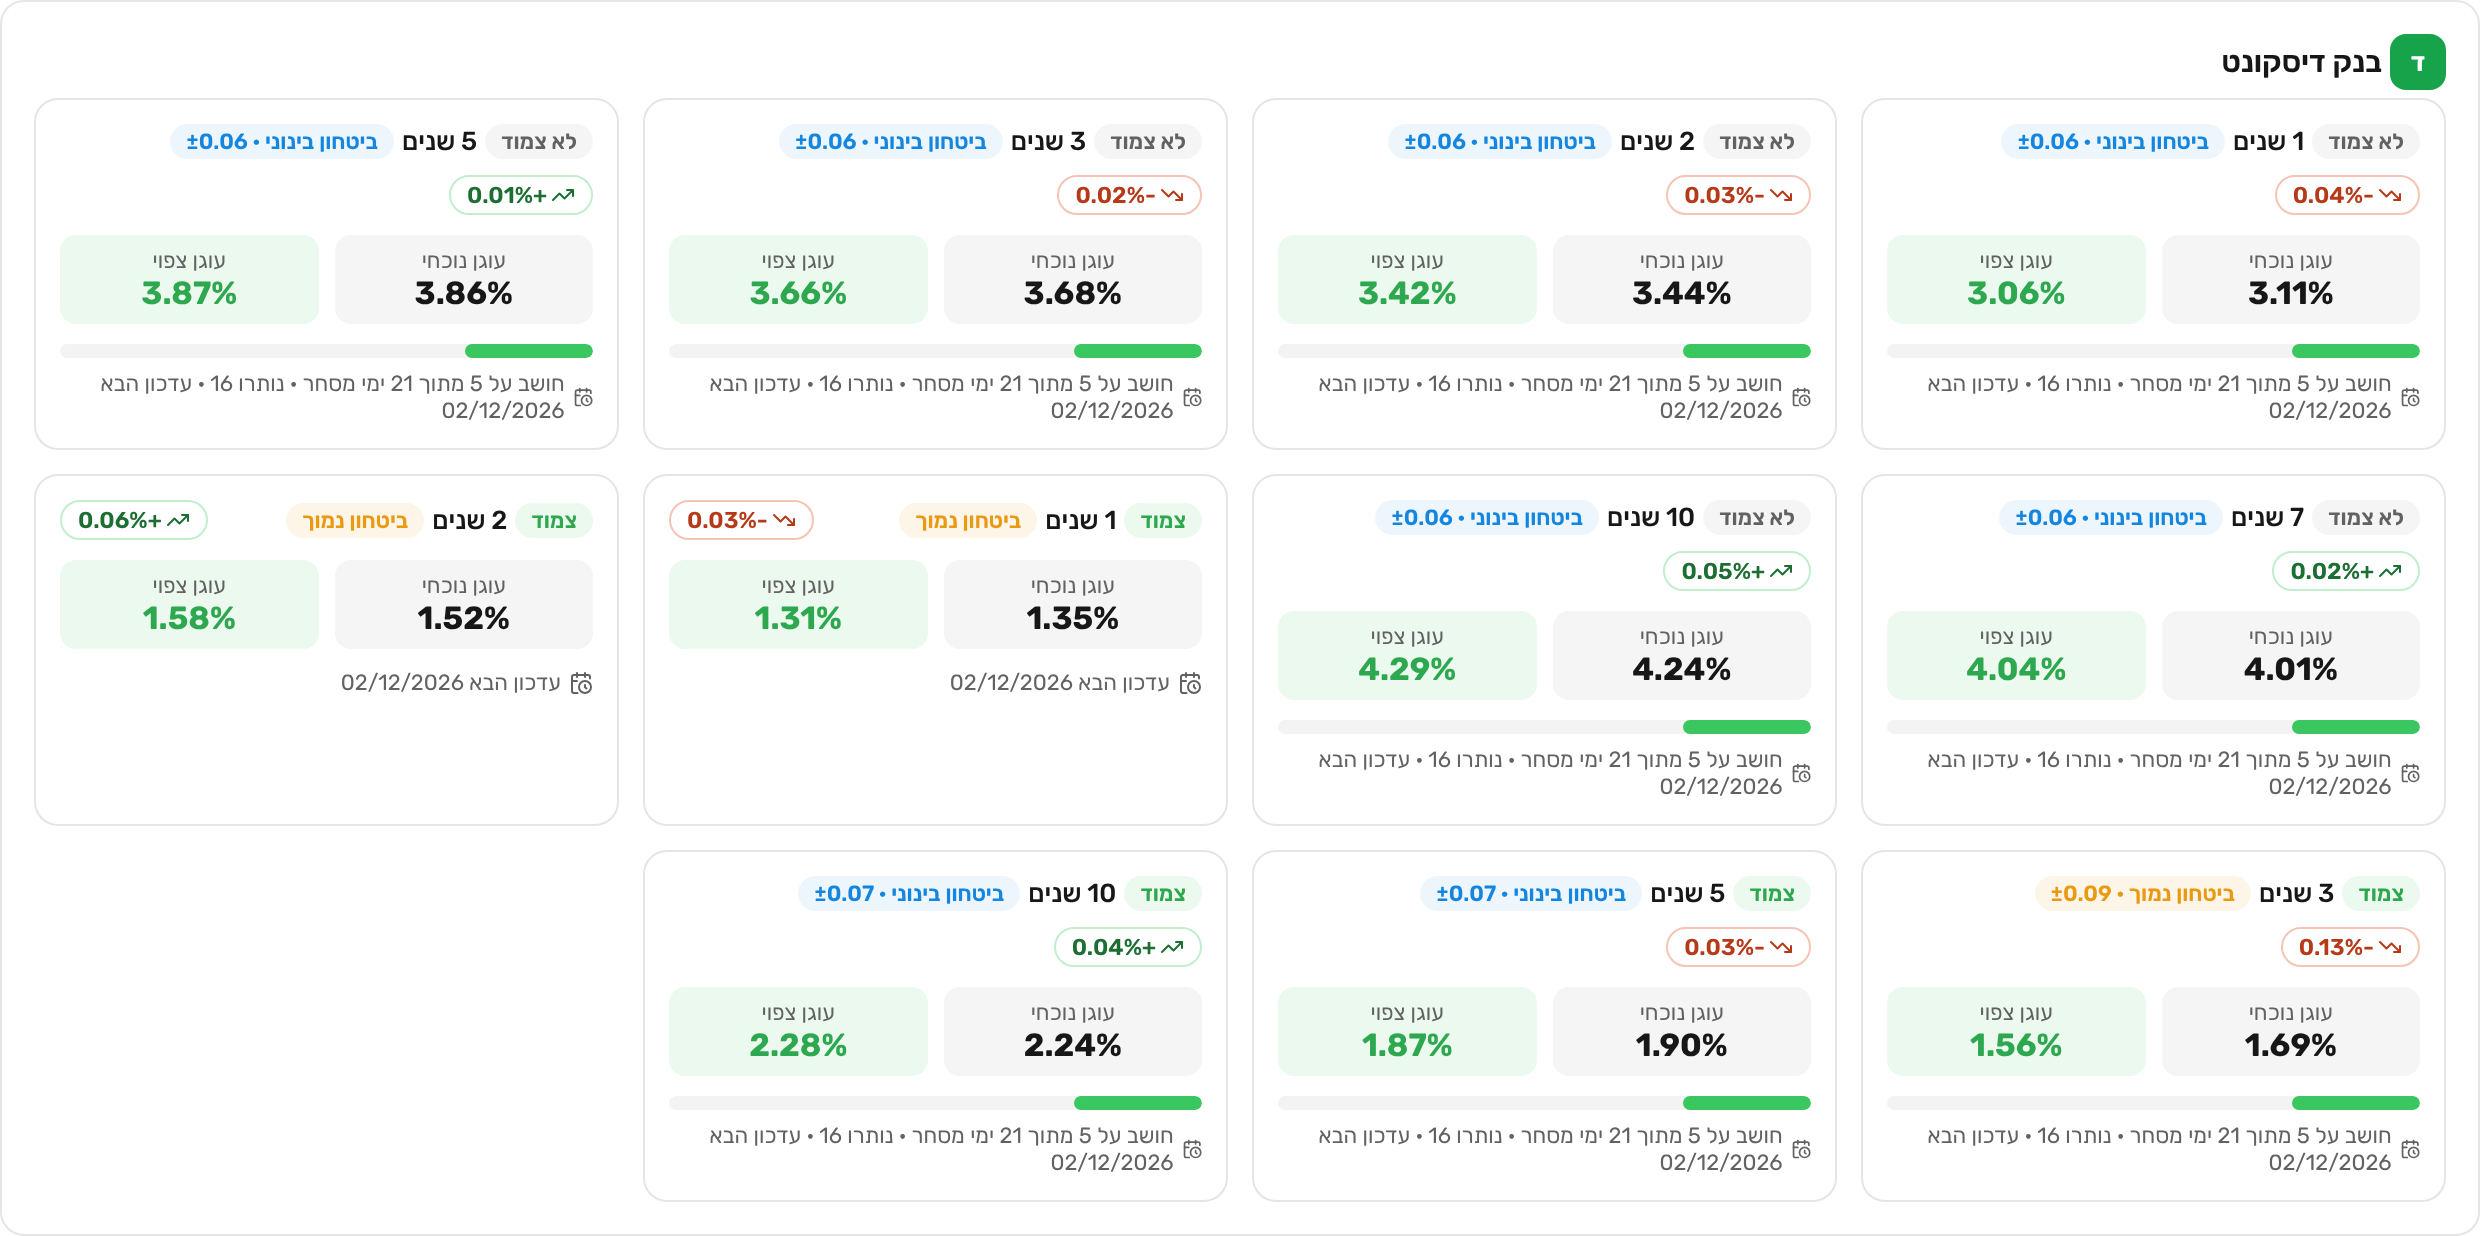 ד בנק דיסקונט
לא צמוד 1 שנים ביטחון בינוני · ±0.06
-0.04%
עוגן נוכחי
3.11%
עוגן צפוי
3.06%
חושב על 5 מתוך 21 ימי מסחר • נותרו 16 • עדכון הבא
02/12/2026
לא צמוד 2 שנים ביטחון בינוני · ±0.06
-0.03%
עוגן נוכחי
3.44%
עוגן צפוי
3.42%
חושב על 5 מתוך 21 ימי מסחר • נותרו 16 • עדכון הבא
02/12/2026
לא צמוד 3 שנים ביטחון בינוני · ±0.06
-0.02%
עוגן נוכחי
3.68%
עוגן צפוי
3.66%
חושב על 5 מתוך 21 ימי מסחר • נותרו 16 • עדכון הבא
02/12/2026
לא צמוד 5 שנים ביטחון בינוני · ±0.06
+0.01%
עוגן נוכחי
3.86%
עוגן צפוי
3.87%
חושב על 5 מתוך 21 ימי מסחר • נותרו 16 • עדכון הבא
02/12/2026
לא צמוד 7 שנים ביטחון בינוני · ±0.06
+0.02%
עוגן נוכחי
4.01%
עוגן צפוי
4.04%
חושב על 5 מתוך 21 ימי מסחר • נותרו 16 • עדכון הבא
02/12/2026
לא צמוד 10 שנים ביטחון בינוני · ±0.06
+0.05%
עוגן נוכחי
4.24%
עוגן צפוי
4.29%
חושב על 5 מתוך 21 ימי מסחר • נותרו 16 • עדכון הבא
02/12/2026
צמוד 1 שנים ביטחון נמוך -0.03%
עוגן נוכחי
1.35%
עוגן צפוי
1.31%
עדכון הבא 02/12/2026
צמוד 2 שנים ביטחון נמוך +0.06%
עוגן נוכחי
1.52%
עוגן צפוי
1.58%
עדכון הבא 02/12/2026
צמוד 3 שנים ביטחון נמוך · ±0.09
-0.13%
עוגן נוכחי
1.69%
עוגן צפוי
1.56%
חושב על 5 מתוך 21 ימי מסחר • נותרו 16 • עדכון הבא
02/12/2026
צמוד 5 שנים ביטחון בינוני · ±0.07
-0.03%
עוגן נוכחי
1.90%
עוגן צפוי
1.87%
חושב על 5 מתוך 21 ימי מסחר • נותרו 16 • עדכון הבא
02/12/2026
צמוד 10 שנים ביטחון בינוני · ±0.07
+0.04%
עוגן נוכחי
2.24%
עוגן צפוי
2.28%
חושב על 5 מתוך 21 ימי מסחר • נותרו 16 • עדכון הבא
02/12/2026